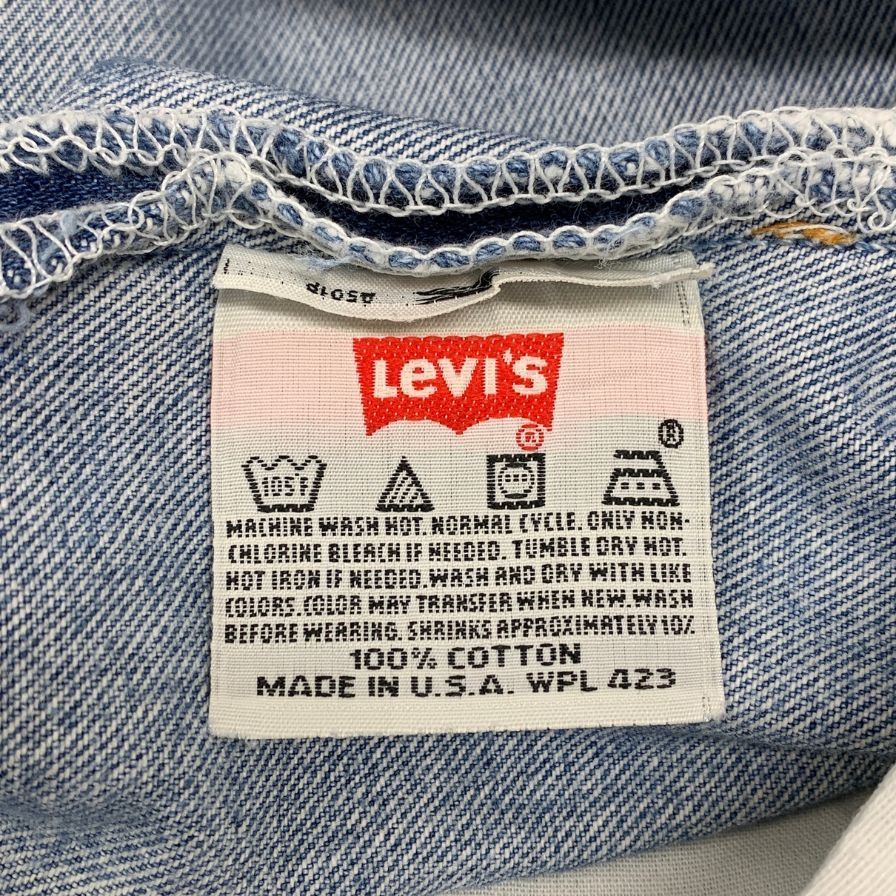 A501P
LEVI'S
®
®
105T
MACHINE WASH HOT. NORMAL CYCLE. ONLY NON-
CHLORINE BLEACH IF NEEDED. TUMBLE DRY HOT.
HOT IRON IF NEEDED. WASH AND DRY WITH LIKE
COLORS. COLOR MAY TRANSFER WHEN NEW. WASH
BEFORE WEARING. SHRINKS APPROXIMATELY 10%
100% COTTON
MADE IN U.S.A. WPL 423